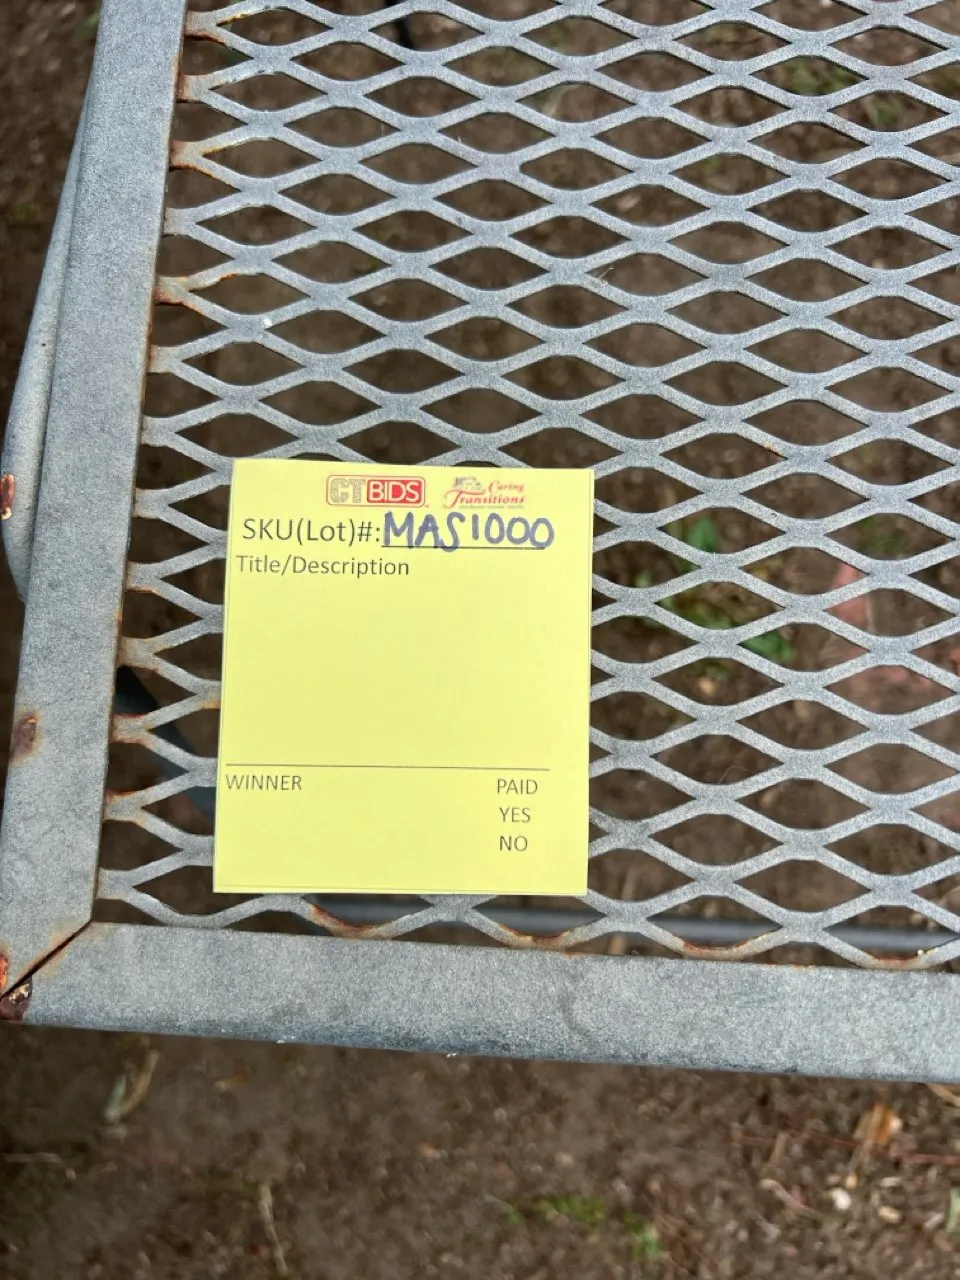 CTBIDS Caring Transitions
SKU(Lot)#: MAS1000
Title/Description
WINNER PAID
YES
NO